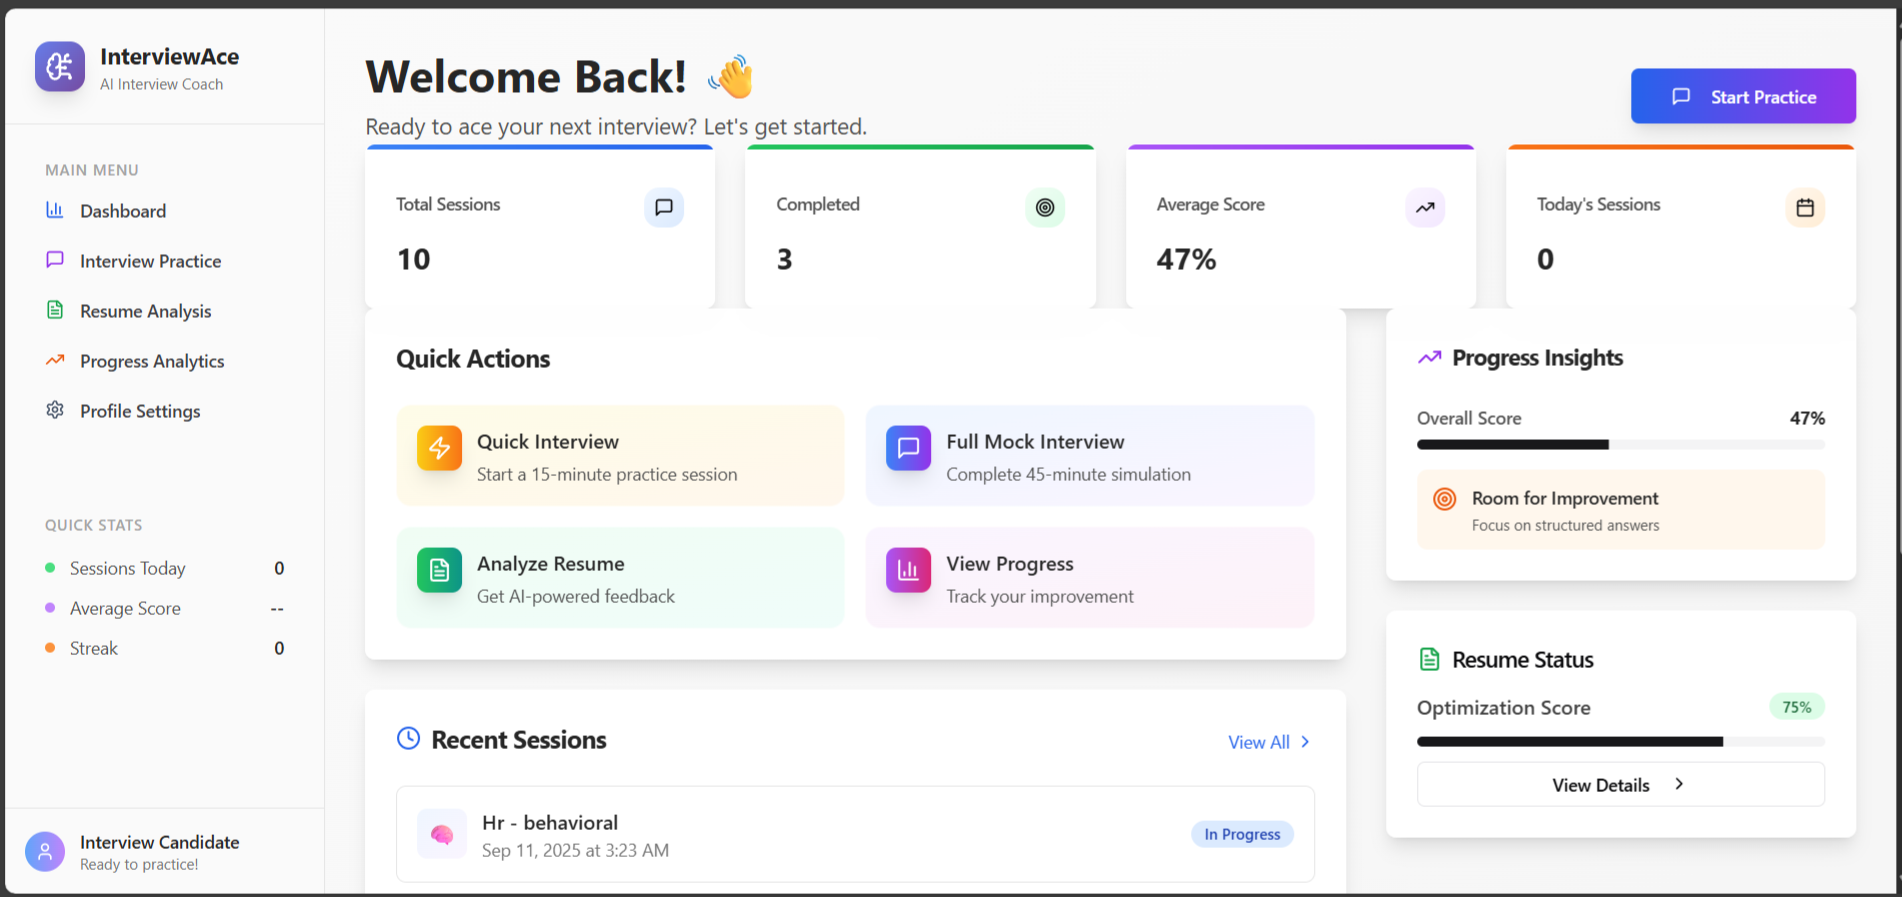 InterviewAce
AI Interview Coach
MAIN MENU
Dashboard
Interview Practice
Resume Analysis
Progress Analytics
Profile Settings
QUICK STATS
Sessions Today 0
Average Score --
Streak 0
Interview Candidate
Ready to practice!
Welcome Back! 👋
Ready to ace your next interview? Let's get started.
Start Practice
Total Sessions
10
Completed
3
Average Score
47%
Today's Sessions
0
Quick Actions
Quick Interview
Start a 15-minute practice session
Full Mock Interview
Complete 45-minute simulation
Analyze Resume
Get AI-powered feedback
View Progress
Track your improvement
Recent Sessions
View All
Hr - behavioral
Sep 11, 2025 at 3:23 AM
In Progress
Progress Insights
Overall Score 47%
Room for Improvement
Focus on structured answers
Resume Status
Optimization Score 75%
View Details